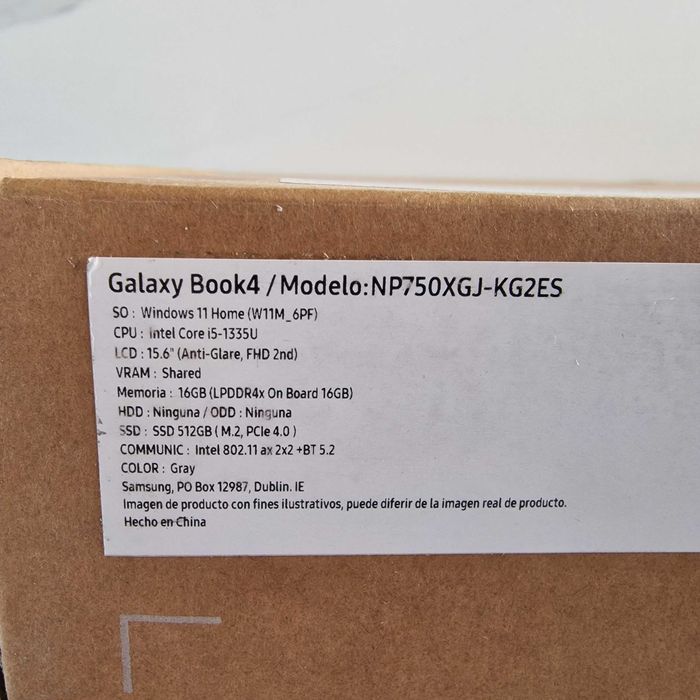 Galaxy Book4 / Modelo:NP750XGJ-KG2ES
SO : Windows 11 Home (W11M_6PF)
CPU : Intel Core i5-1335U
LCD : 15.6" (Anti-Glare, FHD 2nd)
VRAM : Shared
Memoria : 16GB (LPDDR4x On Board 16GB)
HDD : Ninguna / ODD : Ninguna
SSD : SSD 512GB ( M.2, PCIe 4.0 )
COMMUNIC : Intel 802.11 ax 2x2 +BT 5.2
COLOR : Gray
Samsung, PO Box 12987, Dublin. IE
Imagen de producto con fines ilustrativos, puede diferir de la imagen real de producto.
Hecho en China